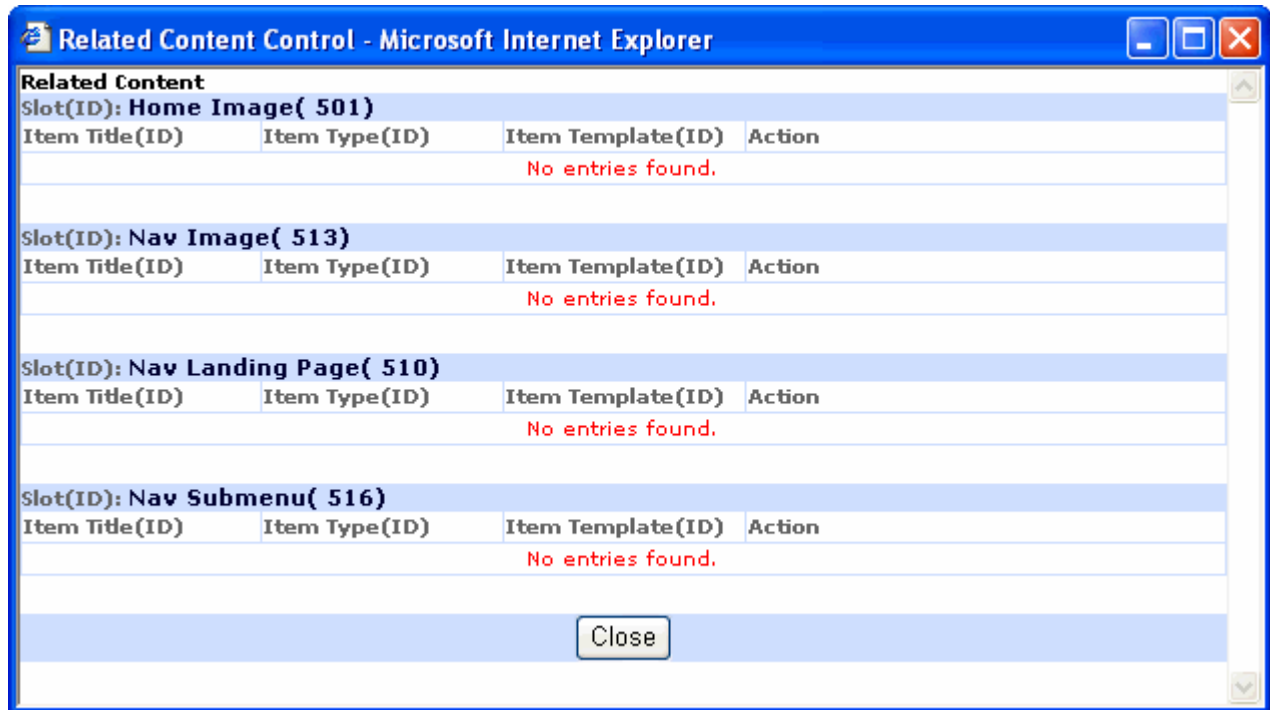 Related Content Control - Microsoft Internet Explorer
Related Content
Slot(ID): Home Image( 501)
Item Title(ID) Item Type(ID) Item Template(ID) Action
No entries found.
Slot(ID): Nav Image( 513)
Item Title(ID) Item Type(ID) Item Template(ID) Action
No entries found.
Slot(ID): Nav Landing Page( 510)
Item Title(ID) Item Type(ID) Item Template(ID) Action
No entries found.
Slot(ID): Nav Submenu( 516)
Item Title(ID) Item Type(ID) Item Template(ID) Action
No entries found.
Close